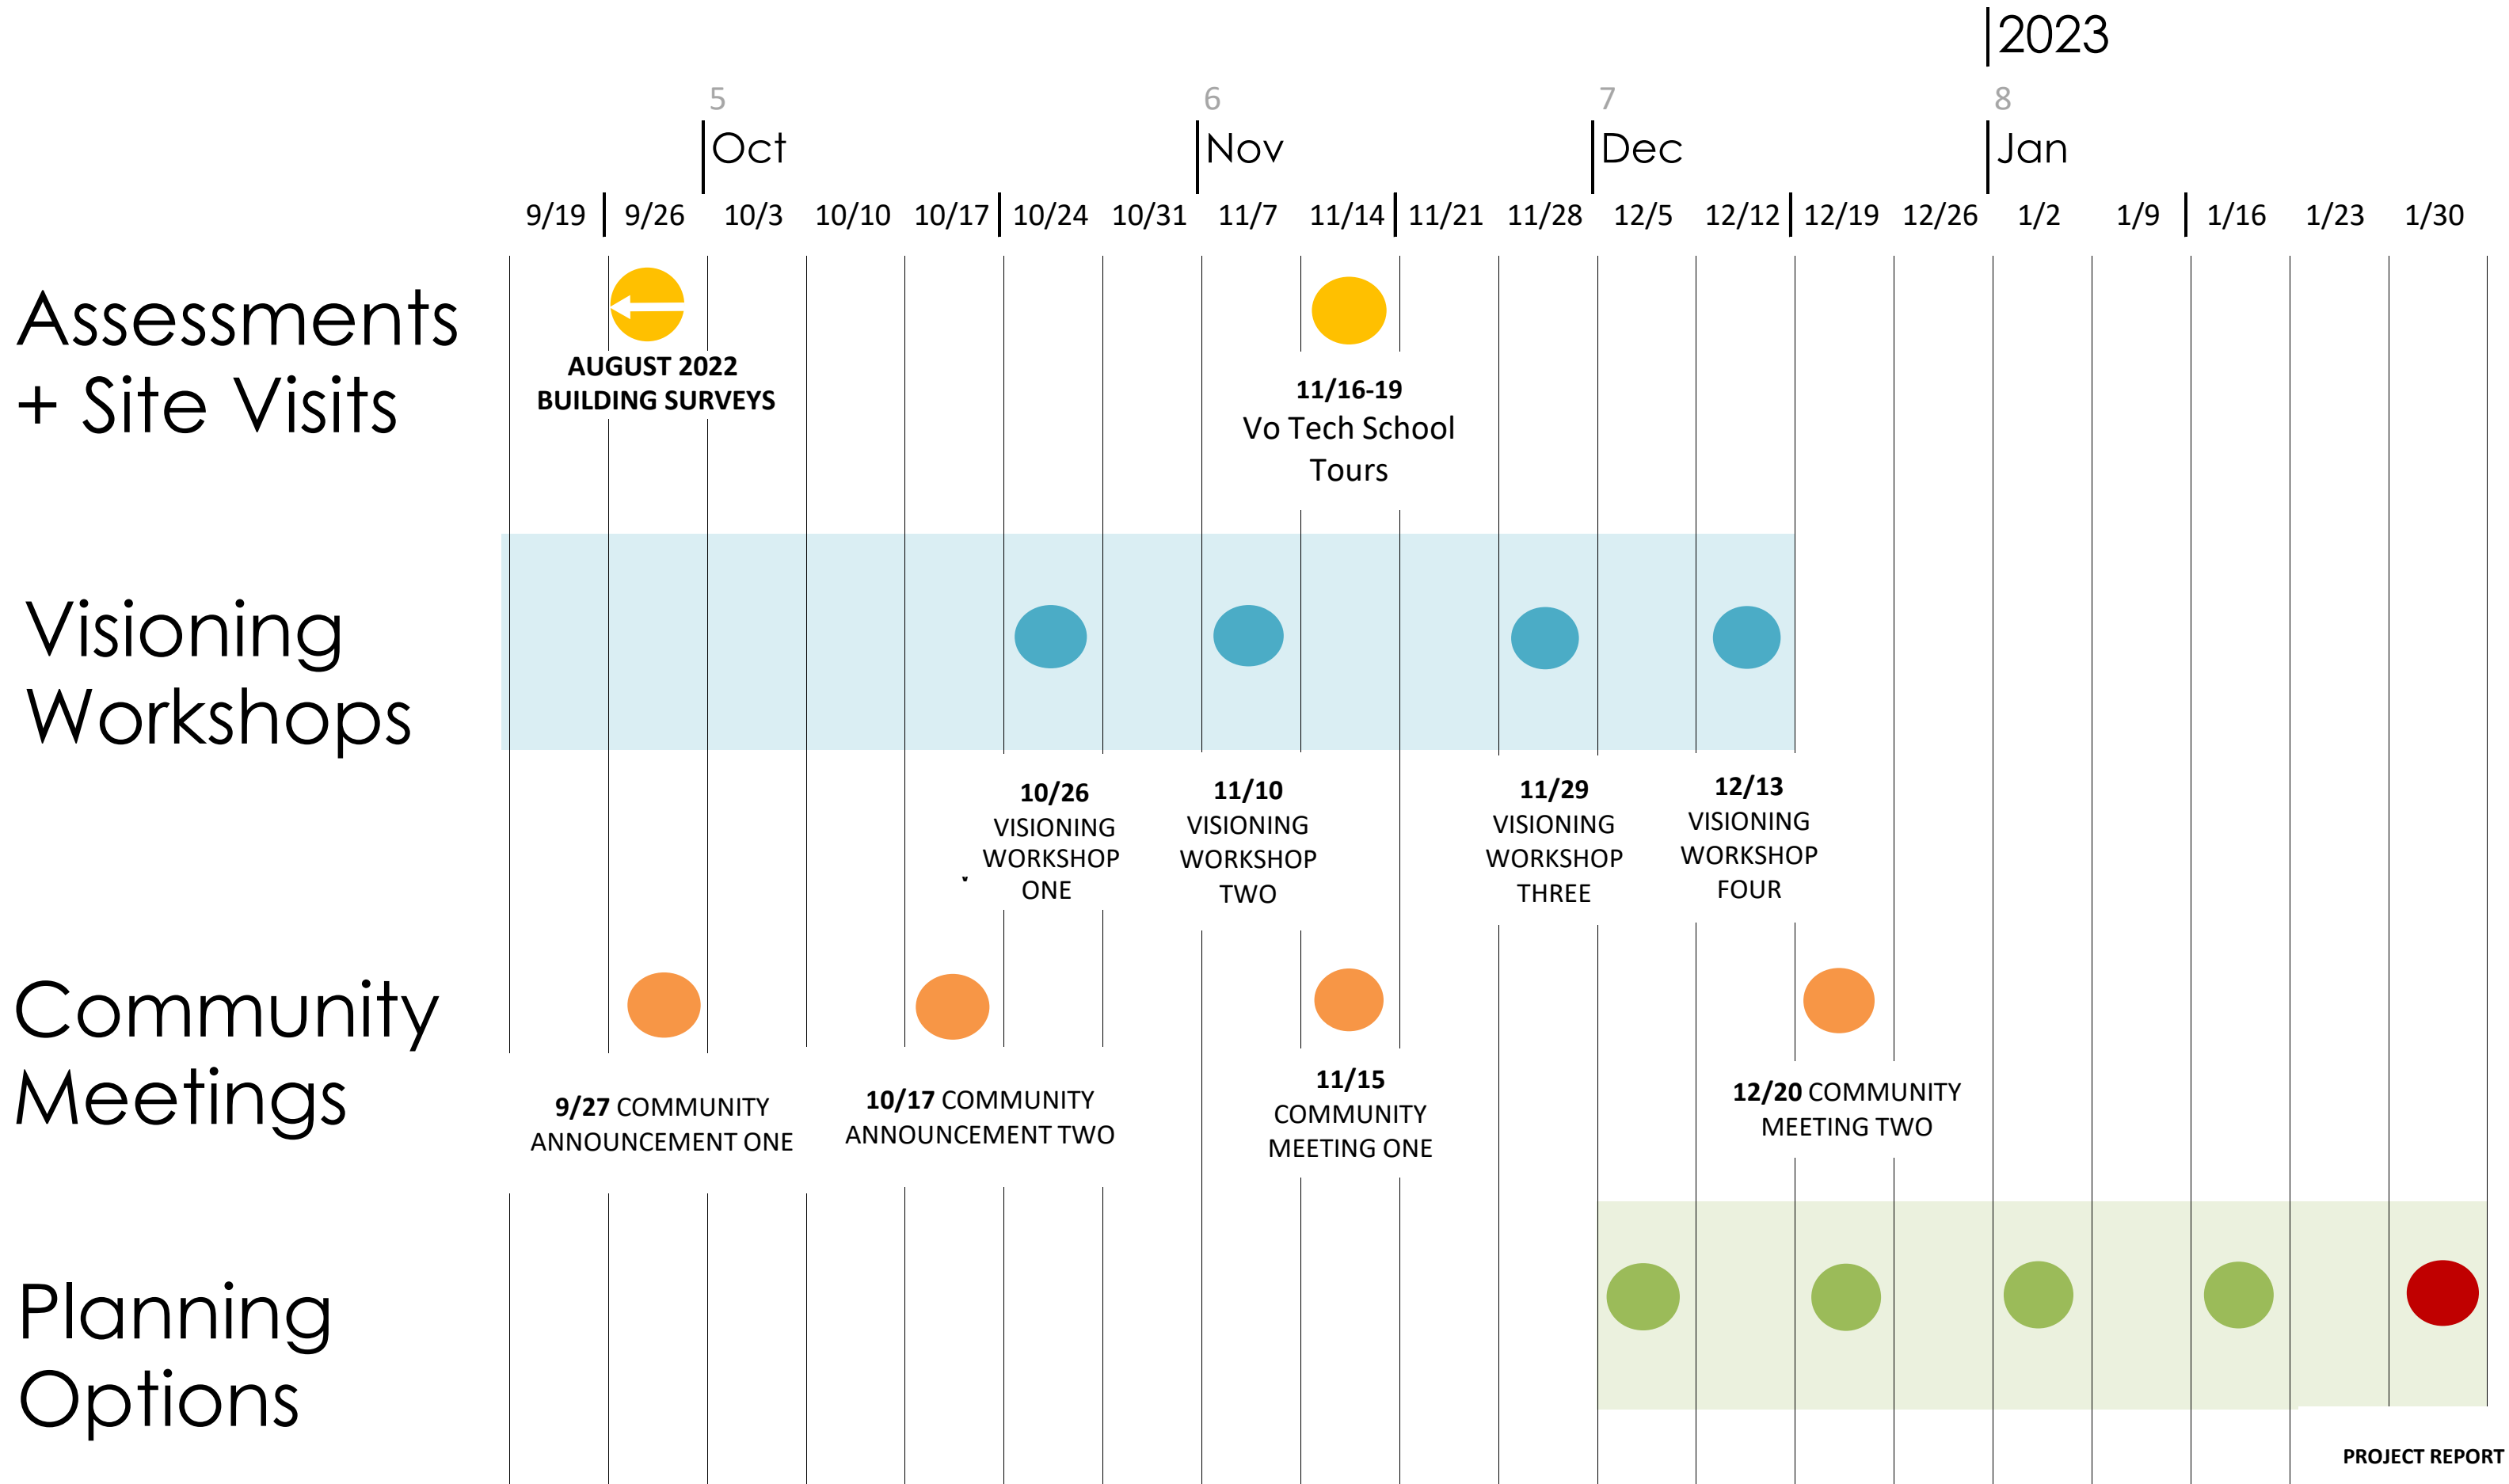 2023
5 6 7 8
Oct Nov Dec Jan
9/19 9/26 10/3 10/10 10/17 10/24 10/31 11/7 11/14 11/21 11/28 12/5 12/12 12/19 12/26 1/2 1/9 1/16 1/23 1/30
Assessments
+ Site Visits
AUGUST 2022
BUILDING SURVEYS
11/16-19
Vo Tech School
Tours
Visioning
Workshops
10/26
VISIONING
WORKSHOP
ONE
11/10
VISIONING
WORKSHOP
TWO
11/29
VISIONING
WORKSHOP
THREE
12/13
VISIONING
WORKSHOP
FOUR
Community
Meetings
9/27 COMMUNITY
ANNOUNCEMENT ONE
10/17 COMMUNITY
ANNOUNCEMENT TWO
11/15
COMMUNITY
MEETING ONE
12/20 COMMUNITY
MEETING TWO
Planning
Options
PROJECT REPORT